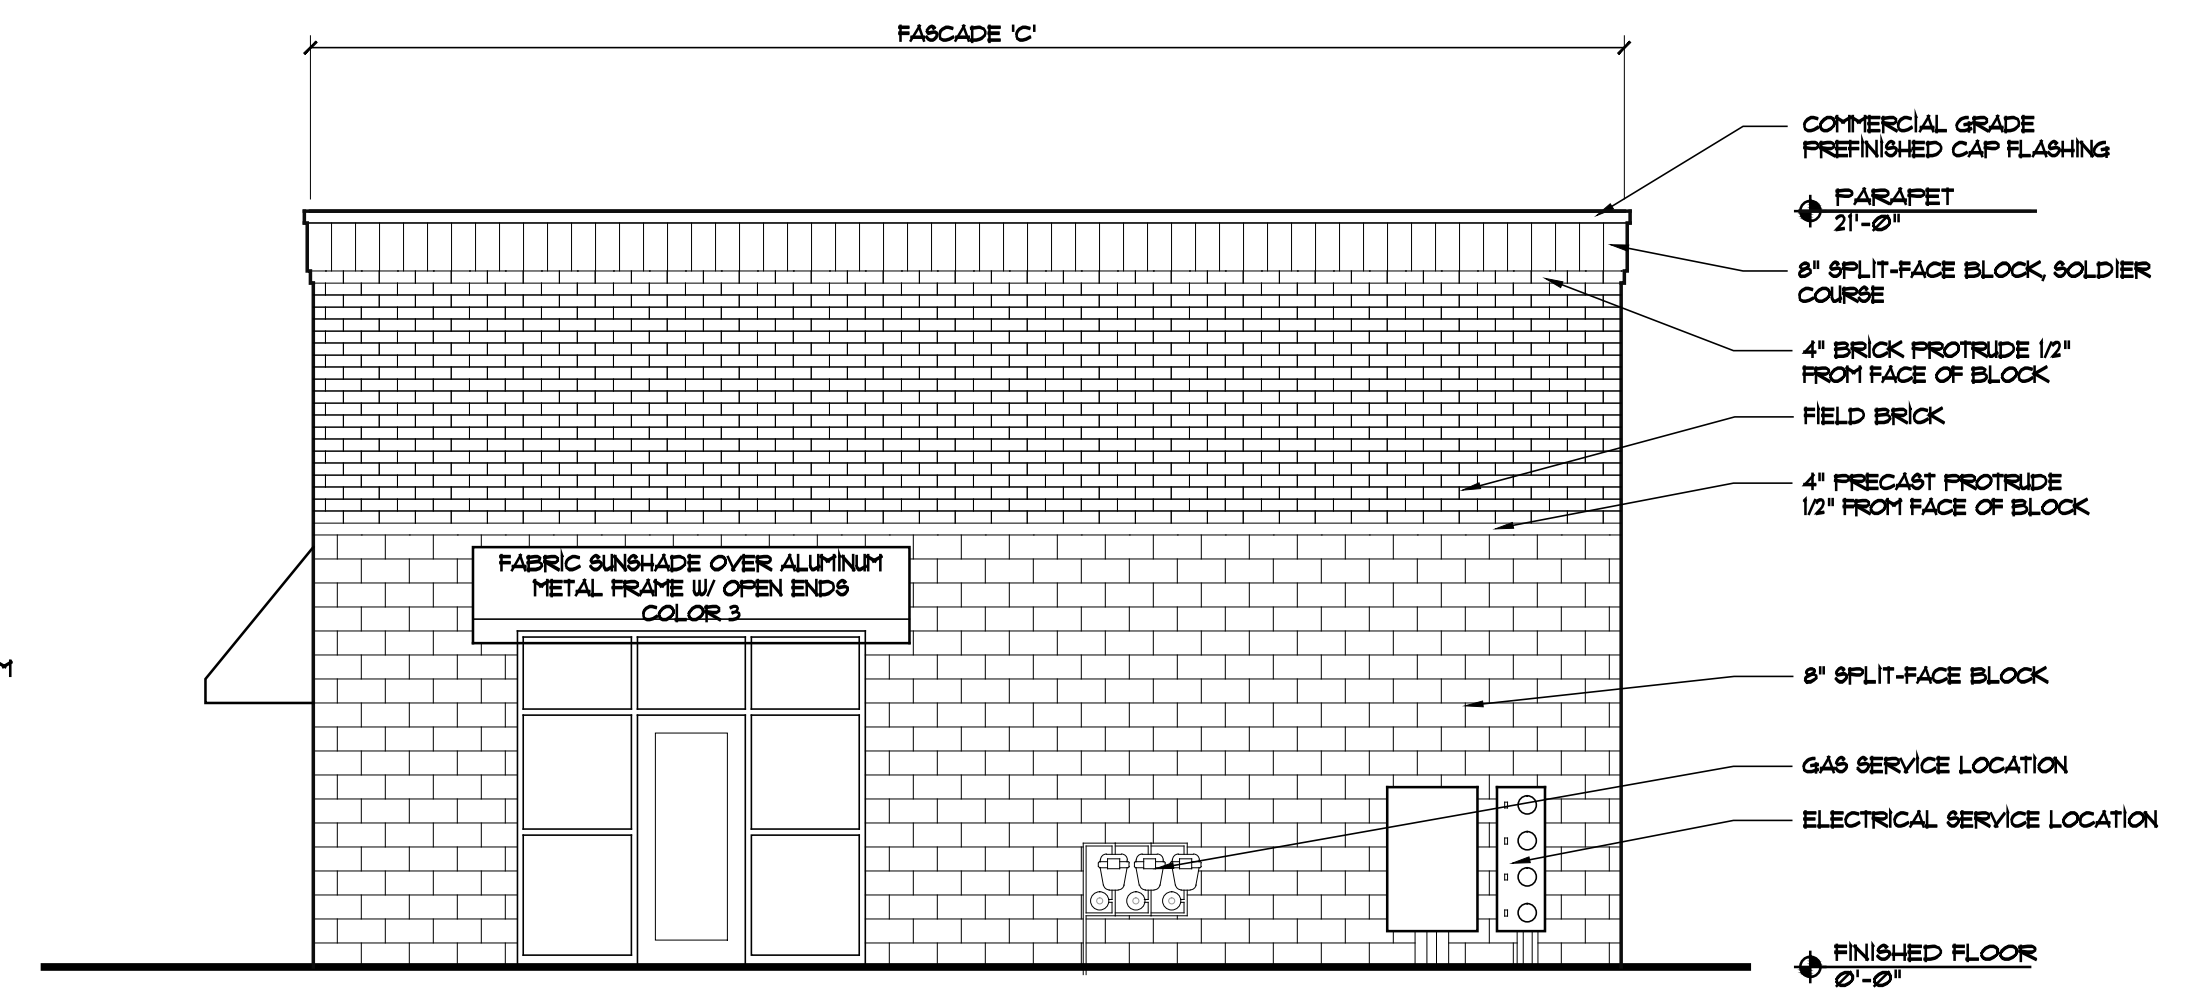 FASCADE 'C'
COMMERCIAL GRADE
PREFINISHED CAP FLASHING
PARAPET
21'-0"
8" SPLIT-FACE BLOCK, SOLDIER
COURSE
4" BRICK PROTRUDE 1/2"
FROM FACE OF BLOCK
FIELD BRICK
4" PRECAST PROTRUDE
1/2" FROM FACE OF BLOCK
FABRIC SUNSHADE OVER ALUMINUM
METAL FRAME W/ OPEN ENDS
COLOR 3
M
8" SPLIT-FACE BLOCK
GAS SERVICE LOCATION
ELECTRICAL SERVICE LOCATION
FINISHED FLOOR
0'-0"